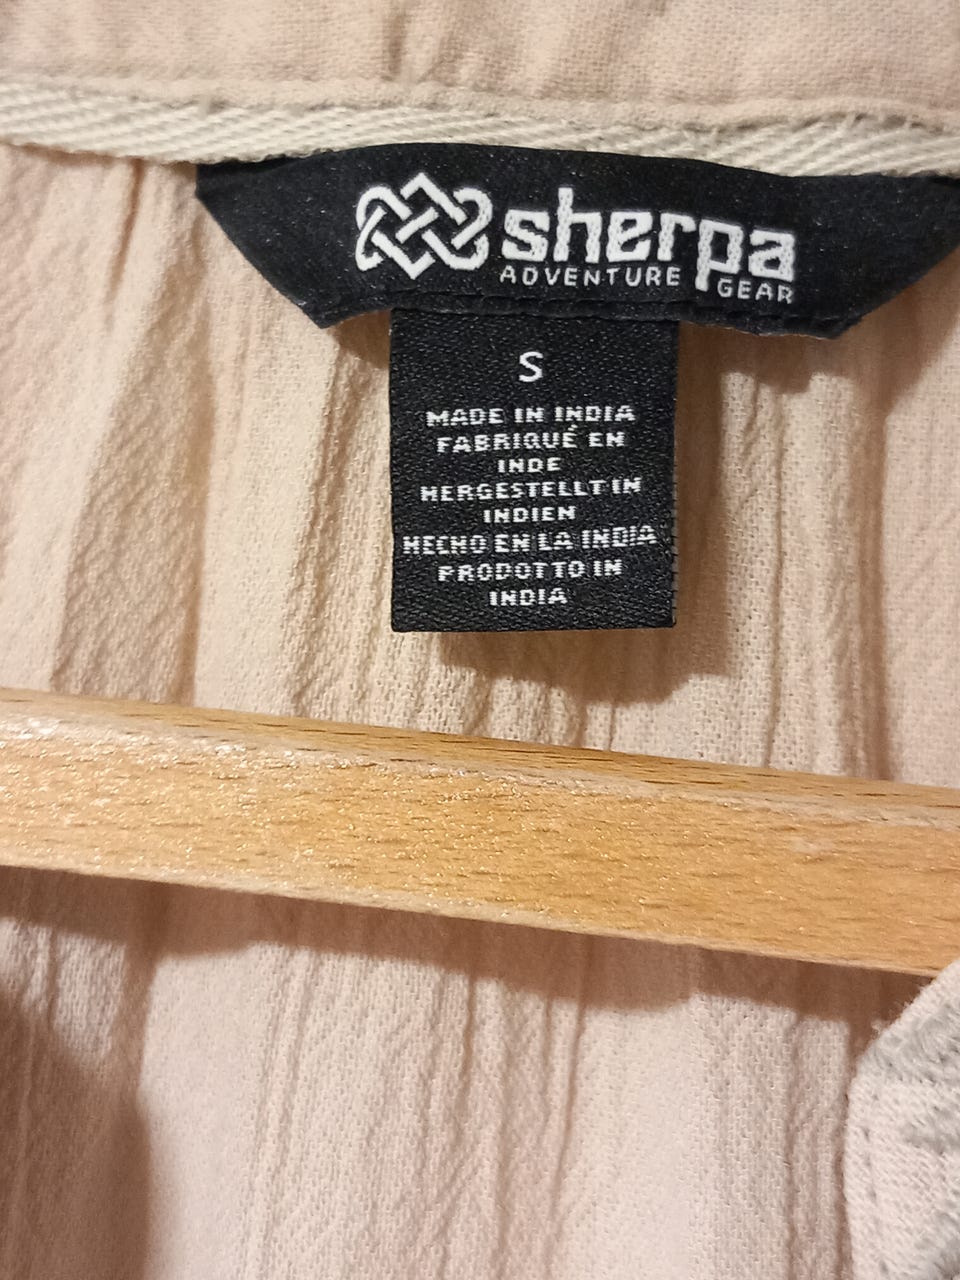 sherpa
ADVENTURE GEAR
S
MADE IN INDIA
FABRIQUÉ EN
INDE
HERGESTELLT IN
INDIEN
HECHO EN LA INDIA
PRODOTTO IN
INDIA